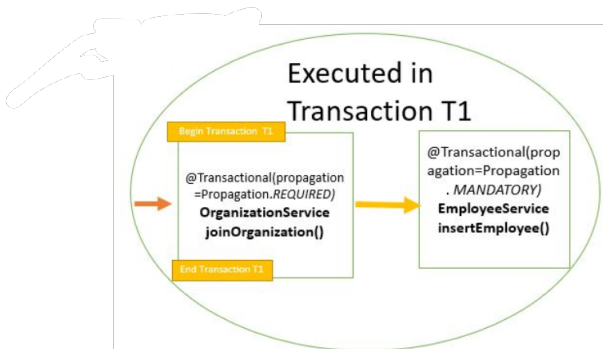 Executed in
Transaction T1
Begin Transaction T1
@Transactional(propagation
=Propagation.REQUIRED)
OrganizationService
joinOrganization()
End Transaction T1
@Transactional(prop
agation=Propagation
. MANDATORY)
EmployeeService
insertEmployee()